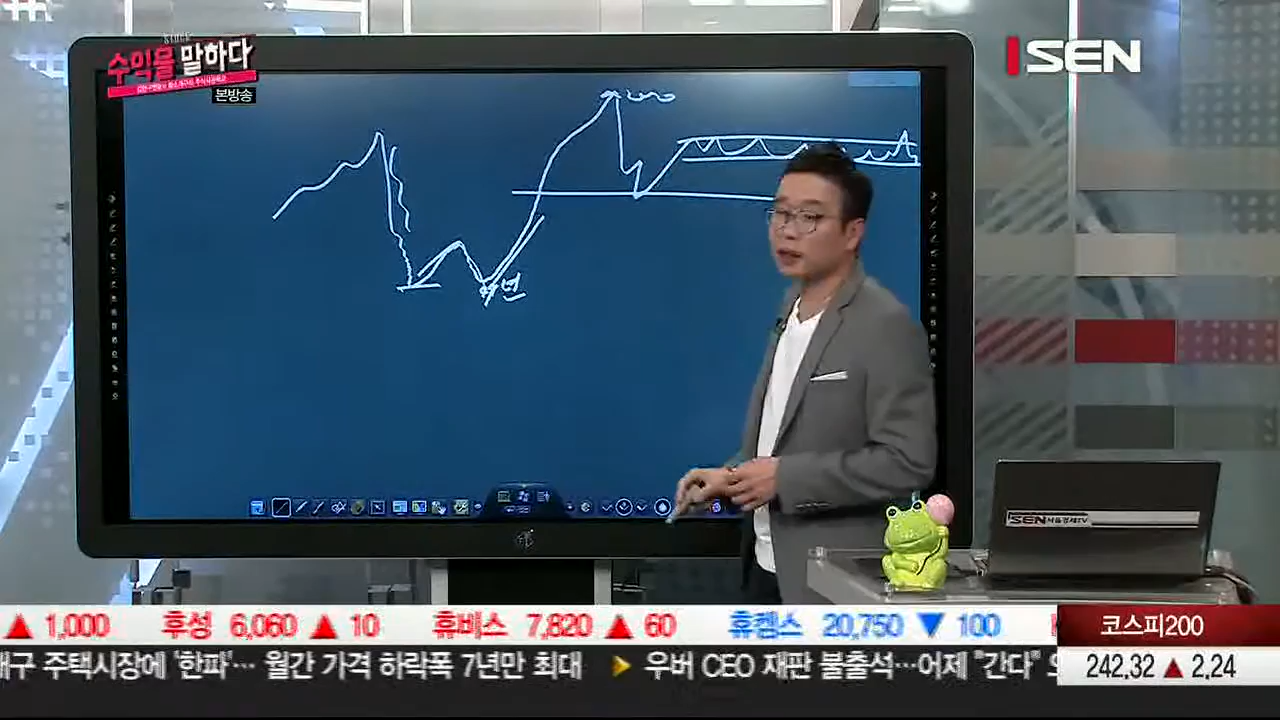 stock
수익을 말하다
본방송
SEN
SEN 서울경제TV
▲ 1,000 후성 6,060 ▲ 10 휴비스 7,820 ▲ 60 휴켐스 20,750 ▼ 100
코스피200
대구 주택시장에 '한파'… 월간 가격 하락폭 7년만 최대 ▶ 우버 CEO 재판 불출석…어제 "간다"
242.32 ▲ 2.24